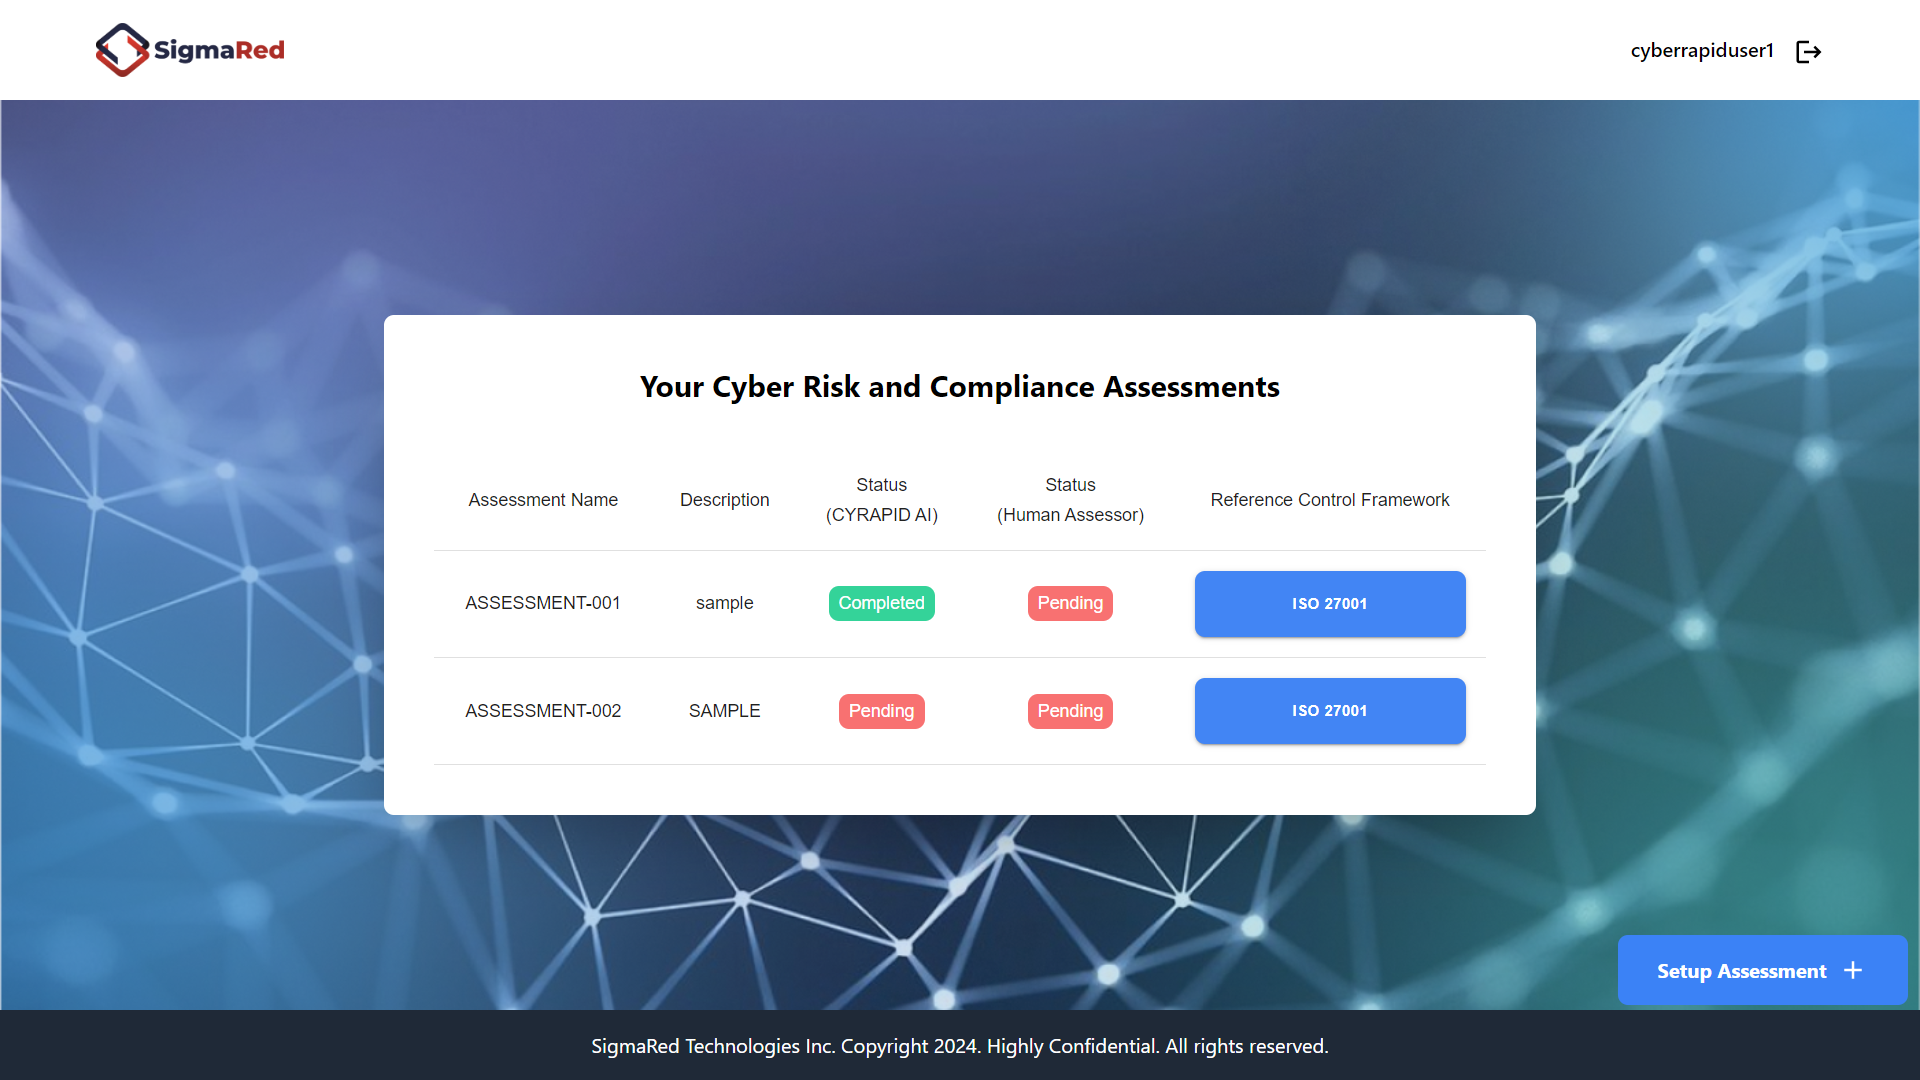 SigmaRed
cyberrapiduser1
Your Cyber Risk and Compliance Assessments
Assessment Name Description Status (CYRAPID AI) Status (Human Assessor) Reference Control Framework
ASSESSMENT-001 sample Completed Pending ISO 27001
ASSESSMENT-002 SAMPLE Pending Pending ISO 27001
Setup Assessment +
SigmaRed Technologies Inc. Copyright 2024. Highly Confidential. All rights reserved.